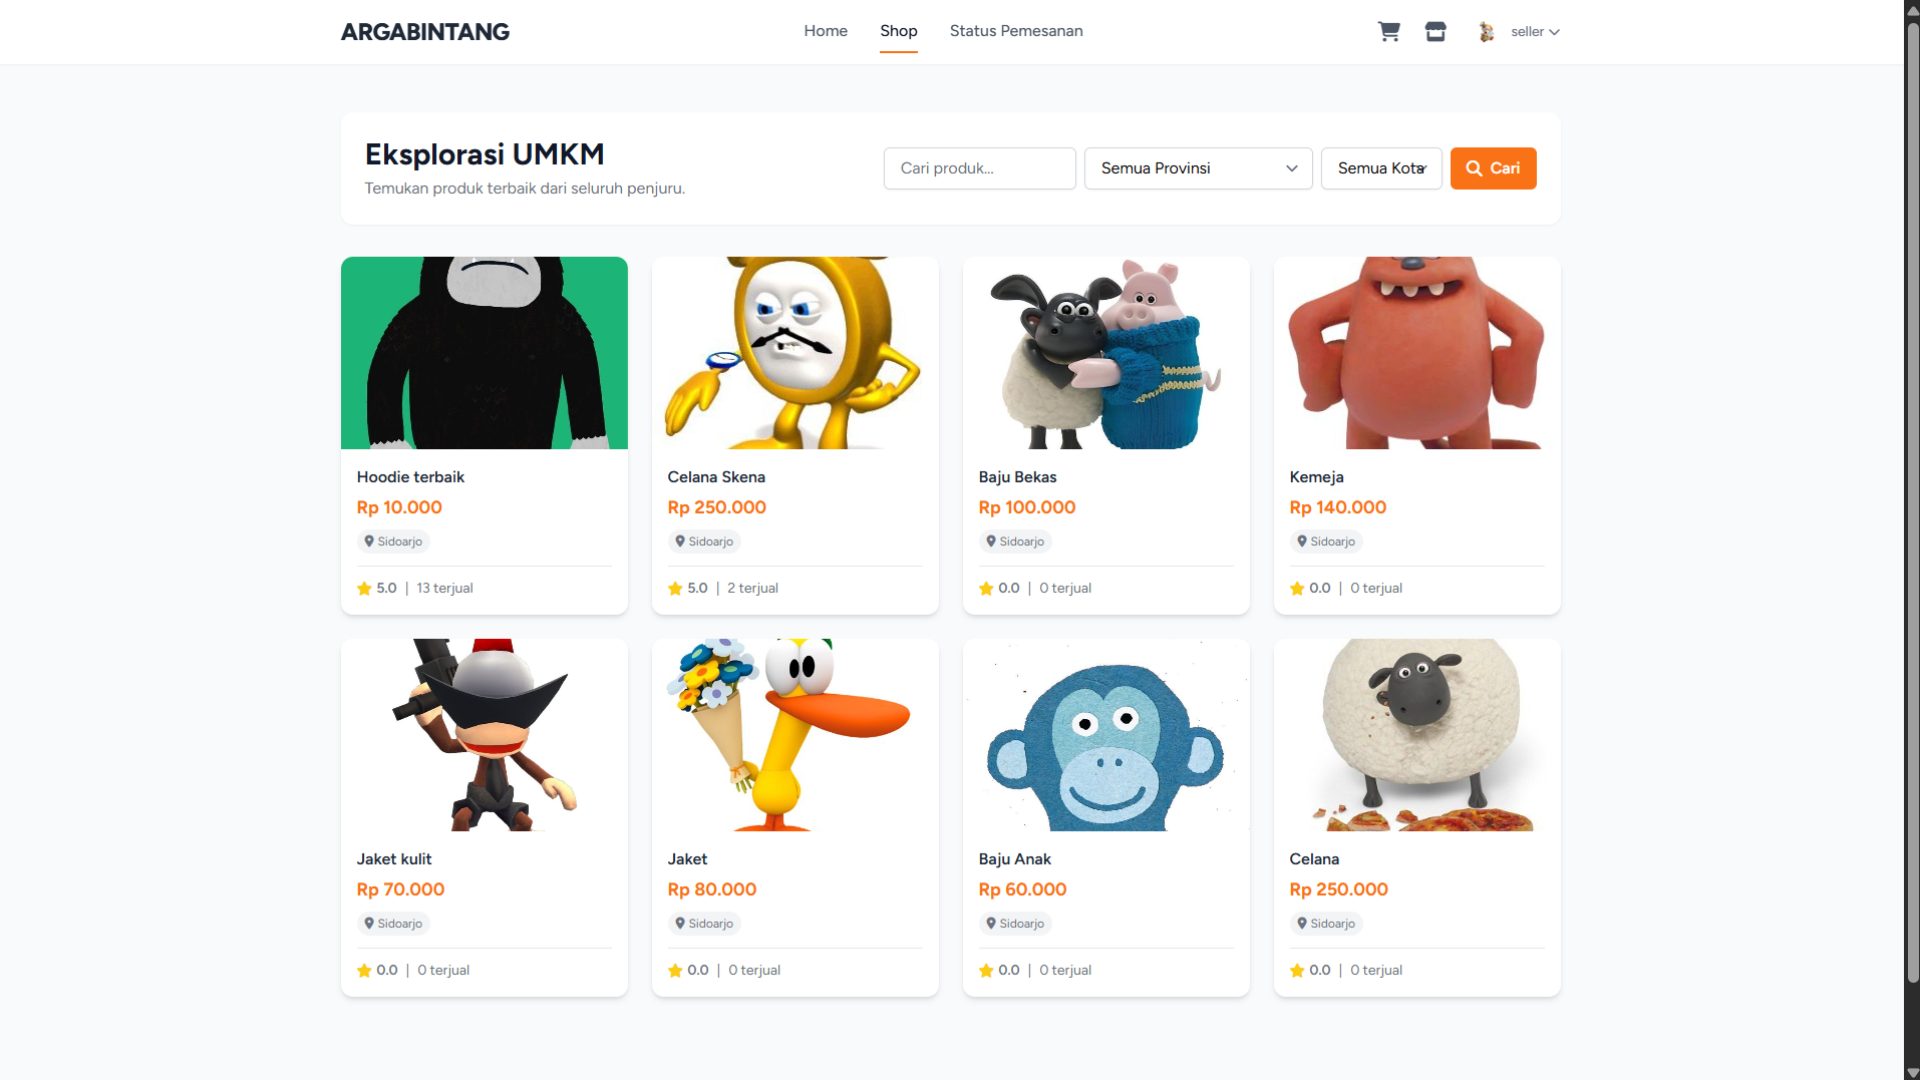 ARGABINTANG
Home Shop Status Pemesanan
seller
Eksplorasi UMKM
Temukan produk terbaik dari seluruh penjuru.
Cari produk...
Semua Provinsi
Semua Kota
Cari
Hoodie terbaik
Rp 10.000
Sidoarjo
5.0 | 13 terjual
Celana Skena
Rp 250.000
Sidoarjo
5.0 | 2 terjual
Baju Bekas
Rp 100.000
Sidoarjo
0.0 | 0 terjual
Kemeja
Rp 140.000
Sidoarjo
0.0 | 0 terjual
Jaket kulit
Rp 70.000
Sidoarjo
0.0 | 0 terjual
Jaket
Rp 80.000
Sidoarjo
0.0 | 0 terjual
Baju Anak
Rp 60.000
Sidoarjo
0.0 | 0 terjual
Celana
Rp 250.000
Sidoarjo
0.0 | 0 terjual